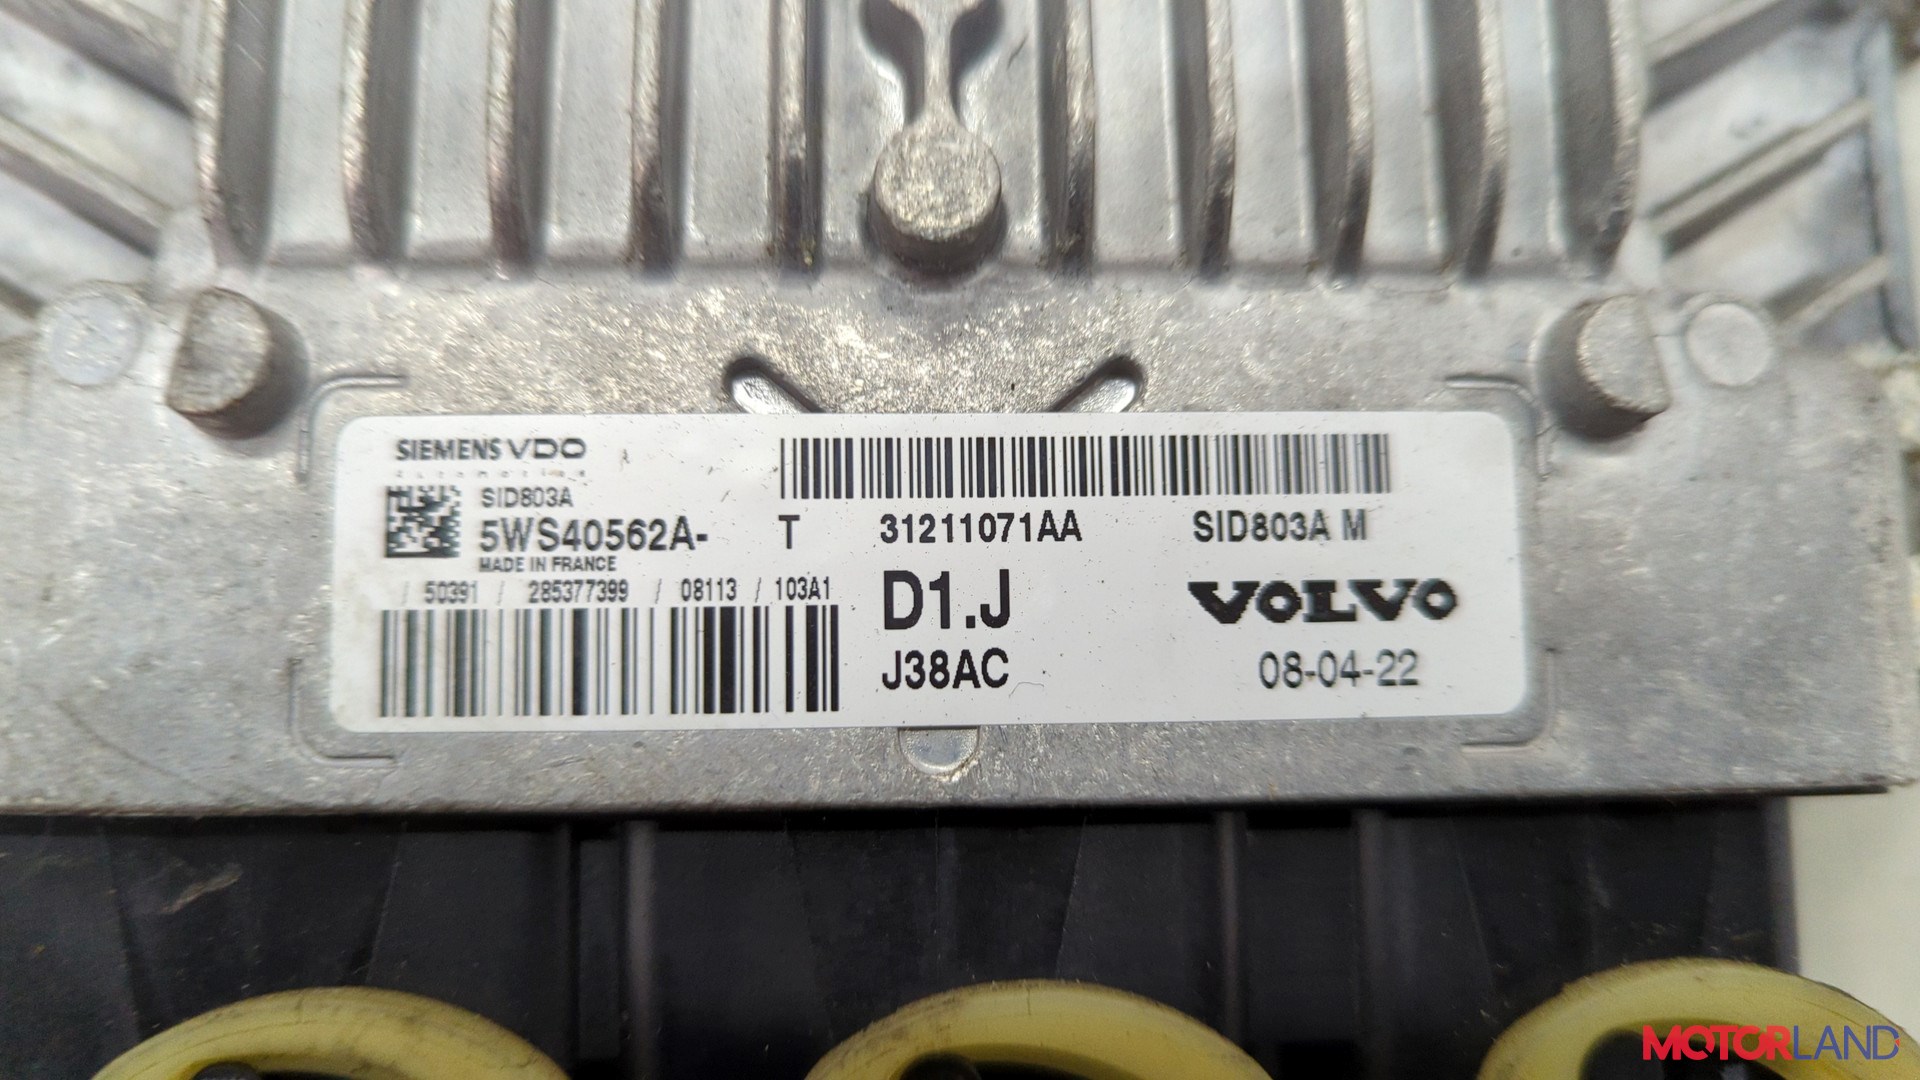 SIEMENS VDO
Automotive
SID803A
5WS40562A- T
MADE IN FRANCE
/ 50391 / 285377399 / 08113 / 103A1
31211071AA SID803A M
D1.J VOLVO
J38AC 08-04-22
MOTORLAND